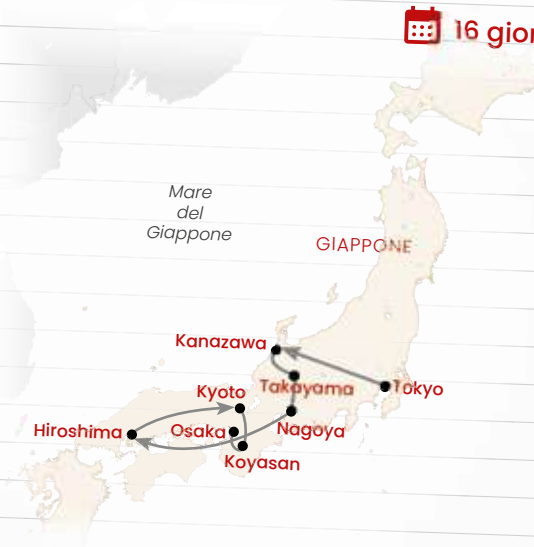 16 gior
Mare
del
Giappone
GIAPPONE
Kanazawa
Takayama
Tokyo
Kyoto
Hiroshima
Osaka
Nagoya
Koyasan